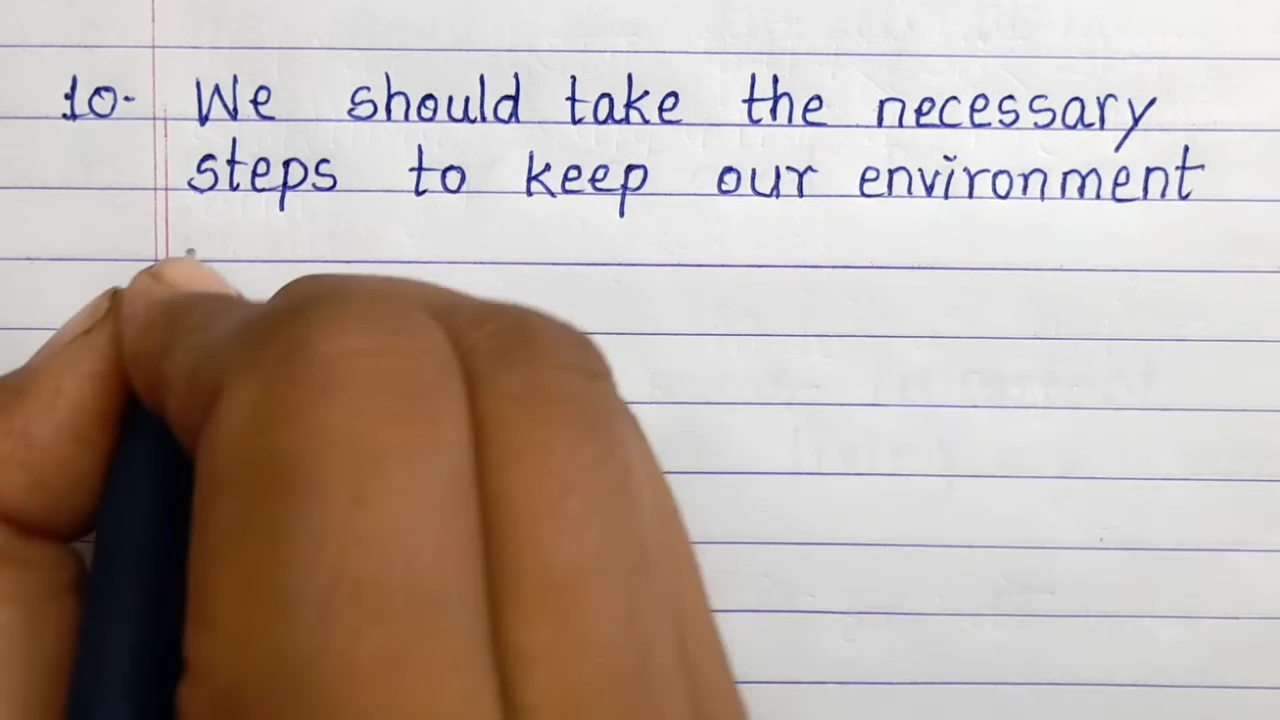 10. We should take the necessary
steps to keep our environment